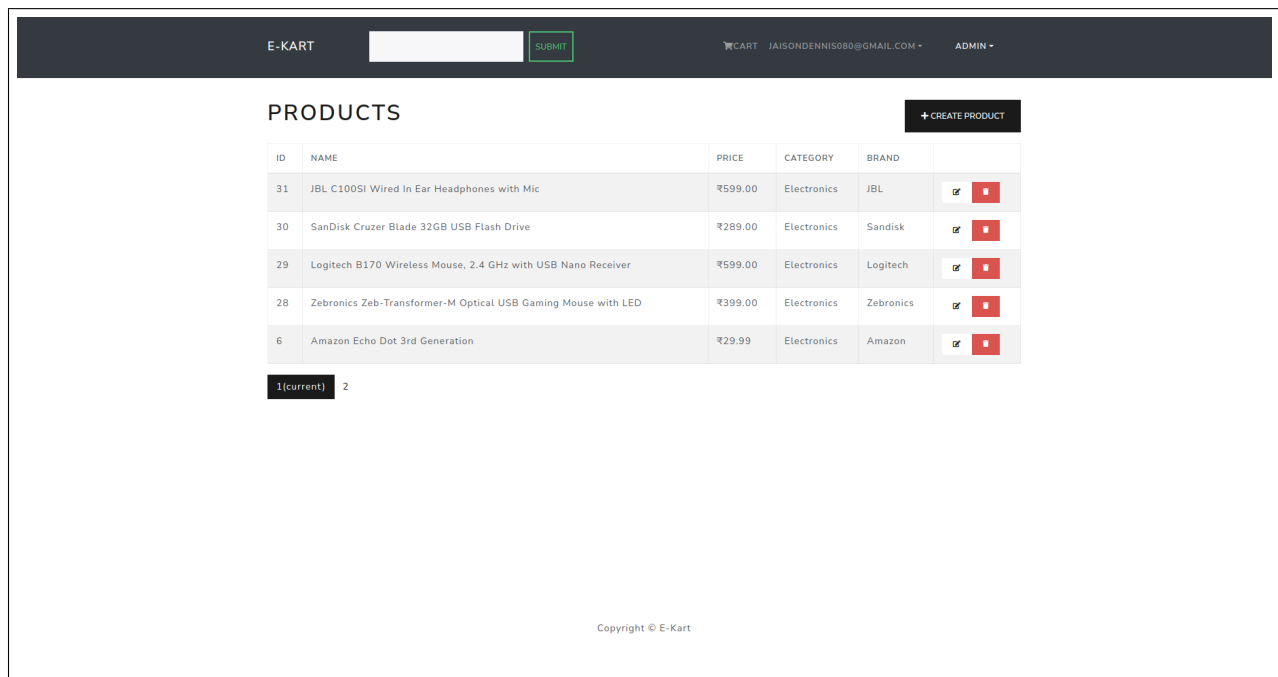 E-KART SUBMIT CART JAISONDENNIS080@GMAIL.COM ADMIN
PRODUCTS
+ CREATE PRODUCT
ID NAME PRICE CATEGORY BRAND
31 JBL C100SI Wired In Ear Headphones with Mic ₹599.00 Electronics JBL
30 SanDisk Cruzer Blade 32GB USB Flash Drive ₹289.00 Electronics Sandisk
29 Logitech B170 Wireless Mouse, 2.4 GHz with USB Nano Receiver ₹599.00 Electronics Logitech
28 Zebronics Zeb-Transformer-M Optical USB Gaming Mouse with LED ₹399.00 Electronics Zebronics
6 Amazon Echo Dot 3rd Generation ₹29.99 Electronics Amazon
1(current) 2
Copyright © E-Kart